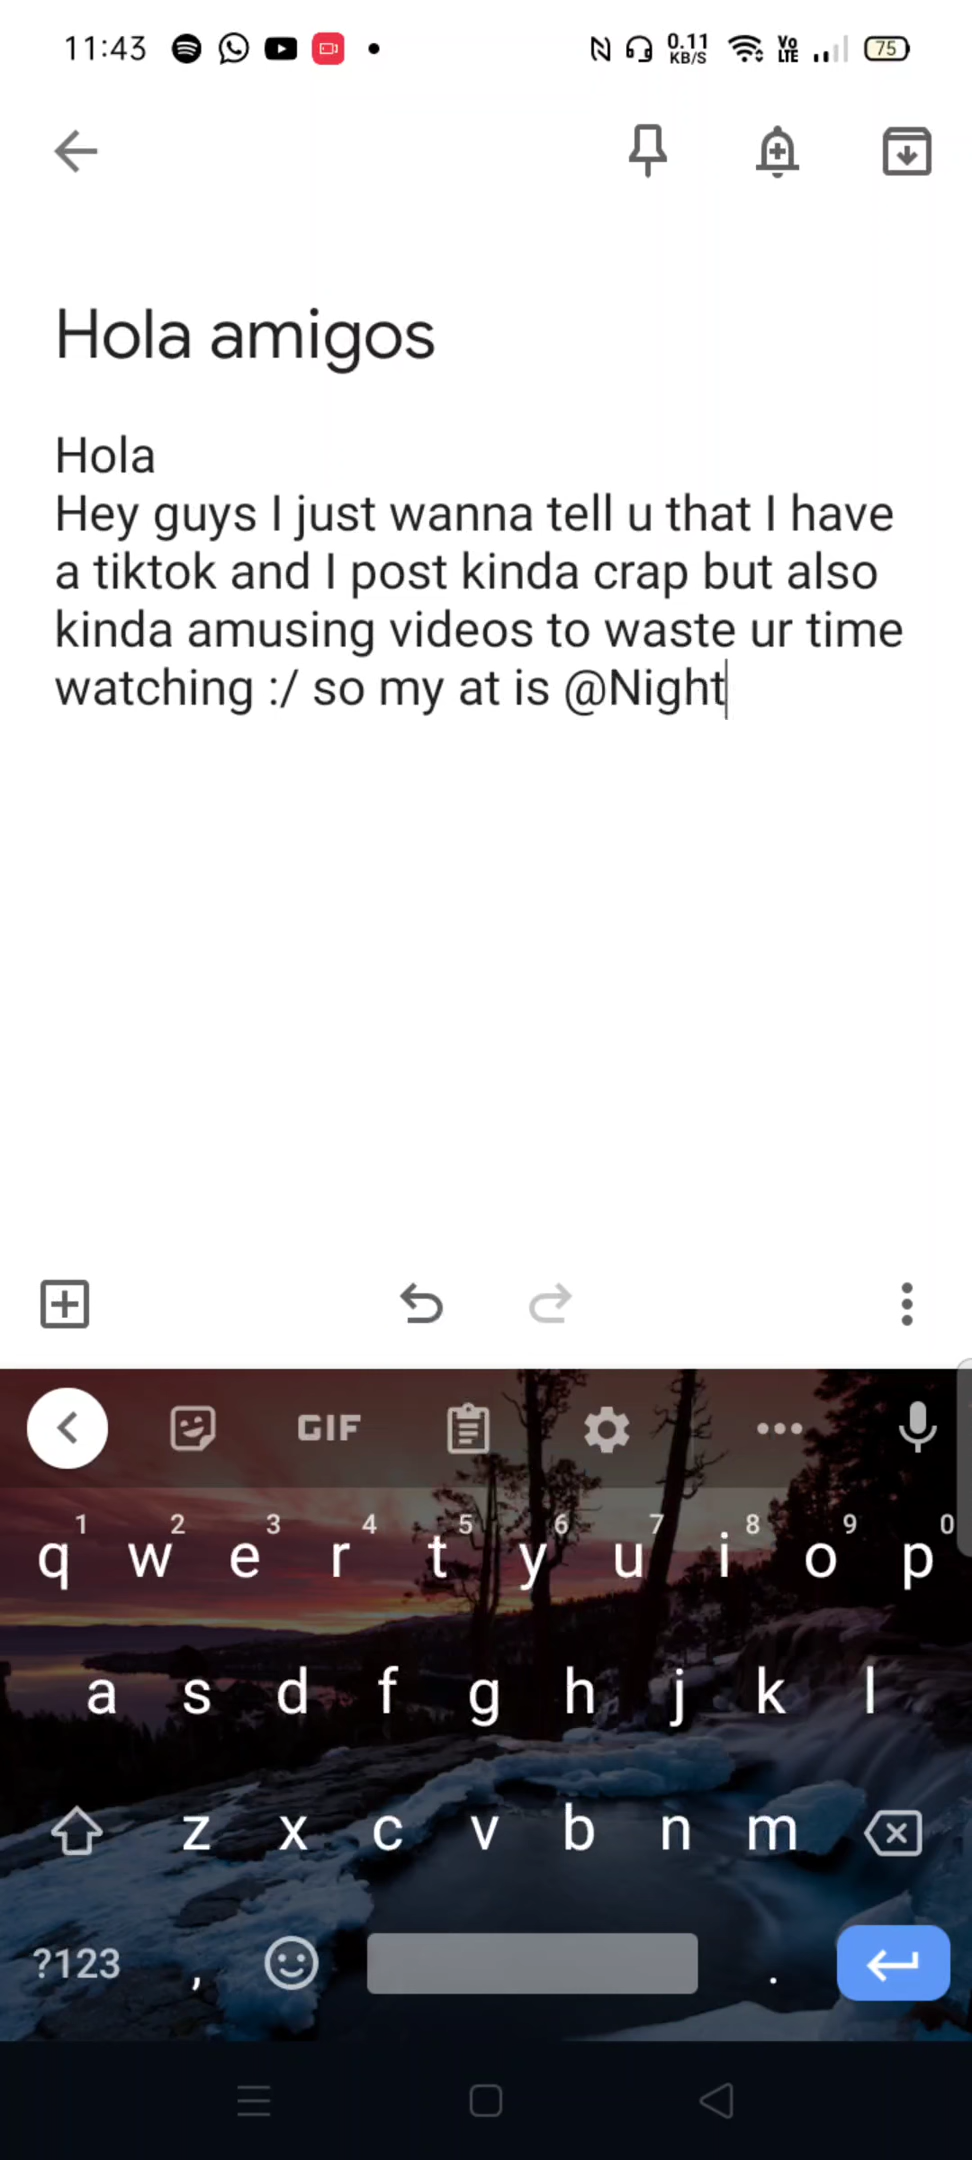 11:43 0.11 KB/S Vo LTE 75
Hola amigos
Hola
Hey guys I just wanna tell u that I have
a tiktok and I post kinda crap but also
kinda amusing videos to waste ur time
watching :/ so my at is @Night
GIF
1 2 3 4 5 6 7 8 9 0
q w e r t y u i o p
a s d f g h j k l
z x c v b n m
?123 , .